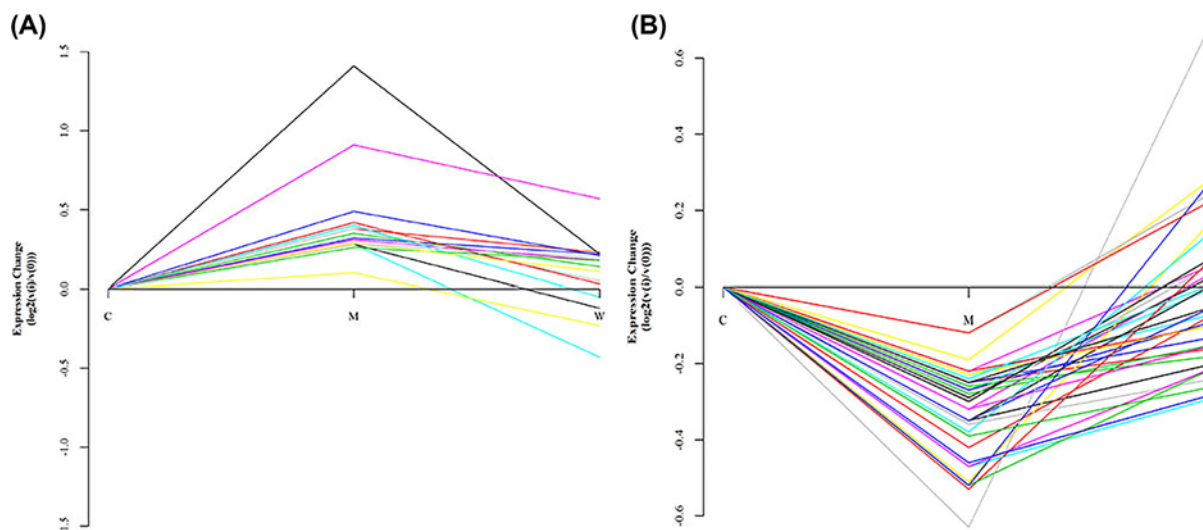 (A)
1.5
1.0
0.5
0.0
-0.5
-1.0
1.5
Expression Change
(log2(v(i)/v(0)))
C
M
W
(B)
0.6
0.4
0.2
0.0
-0.2
-0.4
-0.6
Expression Change
(log2(v(i)/v(0)))
C
M